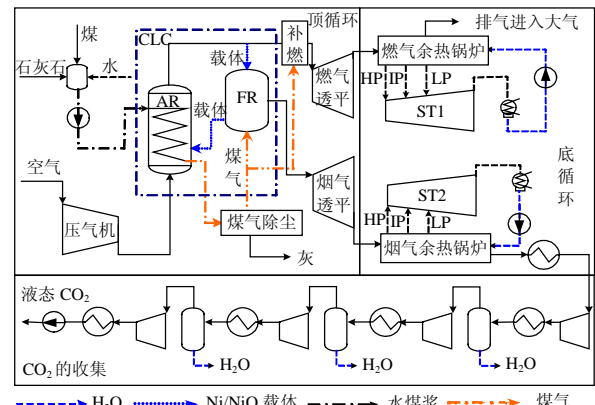 煤
石灰石
水
CLC
载体
补燃
顶循环
燃气透平
排气进入大气
燃气余热锅炉
HP
IP
LP
ST1
AR
载体
FR
煤气
空气
压气机
煤气除尘
灰
烟气透平
ST2
HP
IP
LP
烟气余热锅炉
底循环
液态 CO₂
H₂O
H₂O
H₂O
CO₂的收集
H₂O
Ni/NiO 载体
水煤浆
煤气